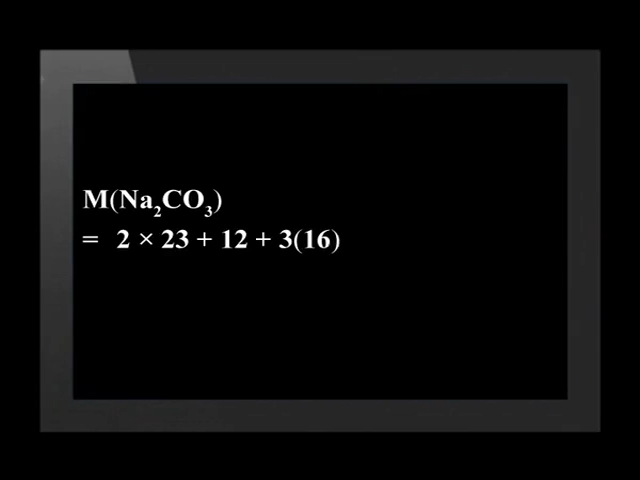 M(Na₂CO₃)
= 2 × 23 + 12 + 3(16)